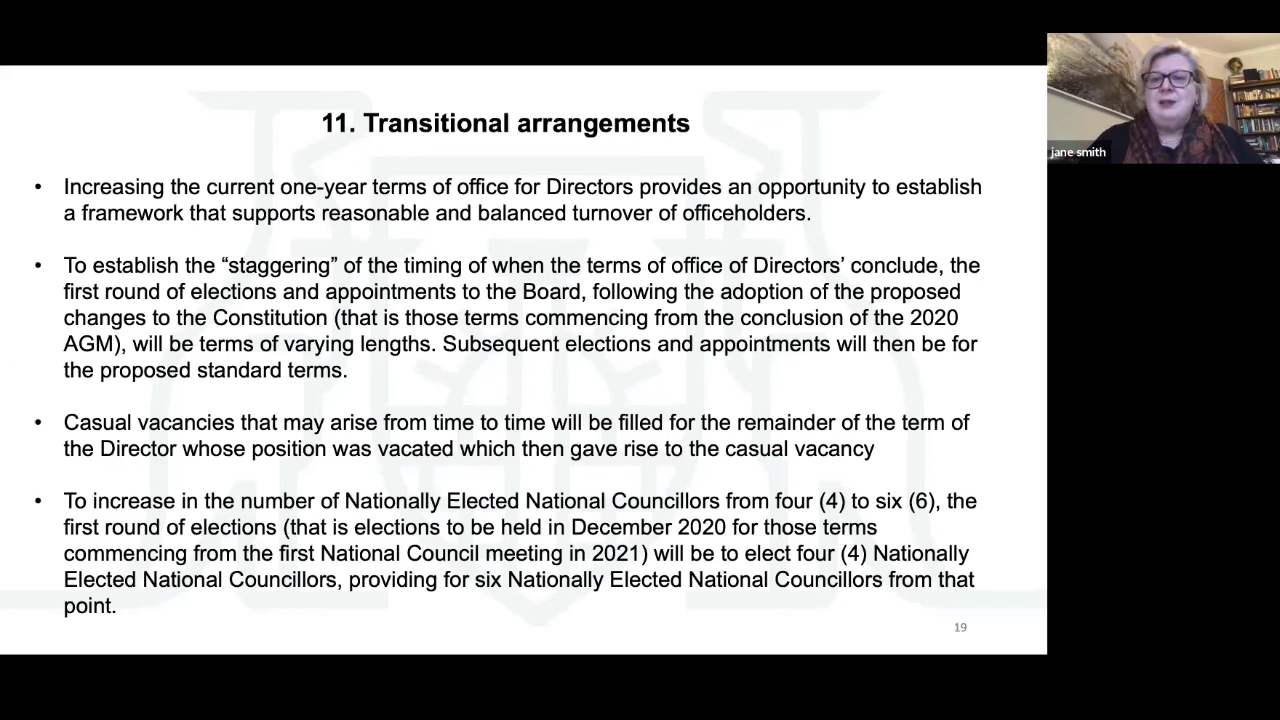 11. Transitional arrangements
• Increasing the current one-year terms of office for Directors provides an opportunity to establish
a framework that supports reasonable and balanced turnover of officeholders.
• To establish the “staggering” of the timing of when the terms of office of Directors’ conclude, the
first round of elections and appointments to the Board, following the adoption of the proposed
changes to the Constitution (that is those terms commencing from the conclusion of the 2020
AGM), will be terms of varying lengths. Subsequent elections and appointments will then be for
the proposed standard terms.
• Casual vacancies that may arise from time to time will be filled for the remainder of the term of
the Director whose position was vacated which then gave rise to the casual vacancy
• To increase in the number of Nationally Elected National Councillors from four (4) to six (6), the
first round of elections (that is elections to be held in December 2020 for those terms
commencing from the first National Council meeting in 2021) will be to elect four (4) Nationally
Elected National Councillors, providing for six Nationally Elected National Councillors from that
point.
19
jane smith